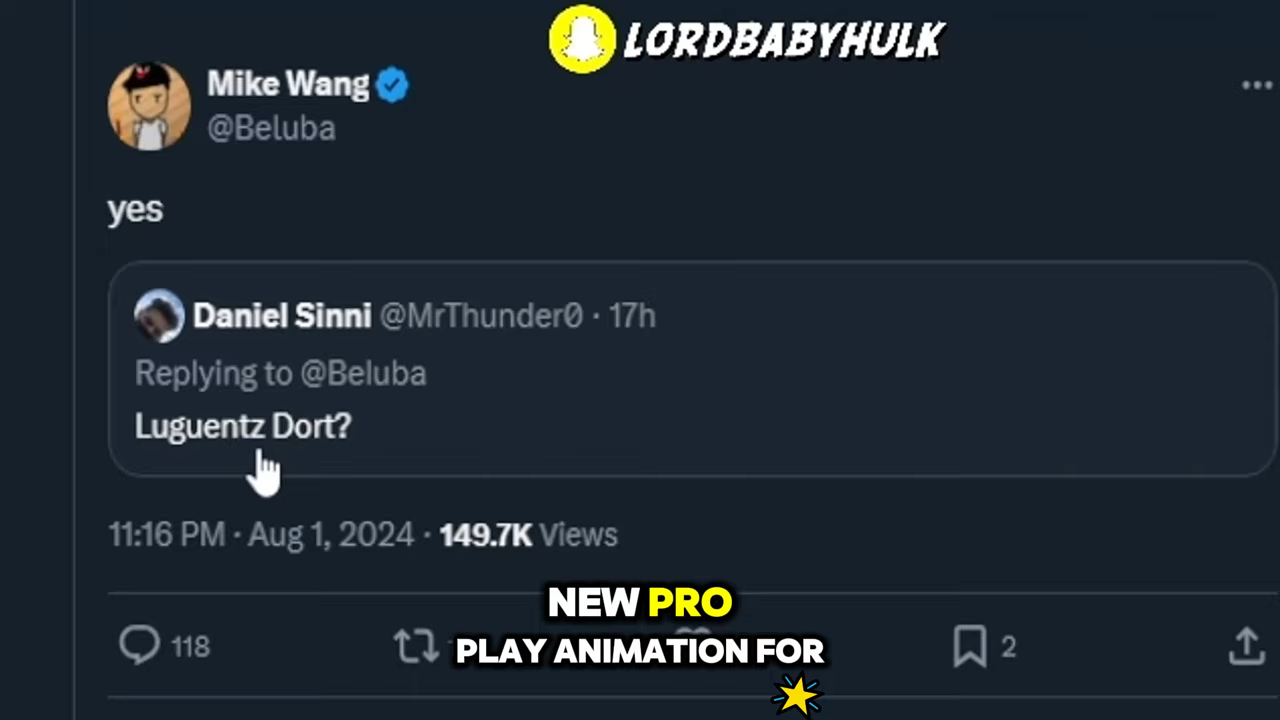 LORDBABYHULK
Mike Wang
@Beluba
yes
Daniel Sinni @MrThunder0 · 17h
Replying to @Beluba
Luguentz Dort?
11:16 PM · Aug 1, 2024 · 149.7K Views
NEW PRO
PLAY ANIMATION FOR
118
2